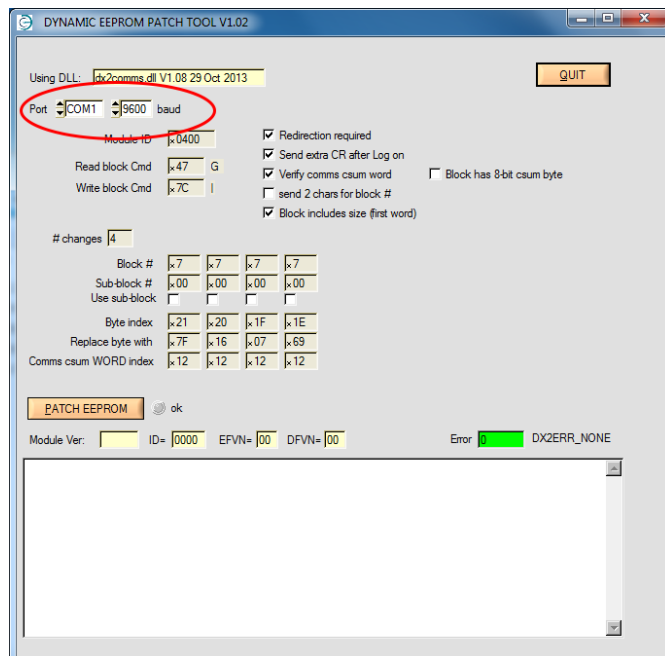 DYNAMIC EEPROM PATCH TOOL V1.02
Using DLL: dx2comms.dll V1.08 29 Oct 2013
QUIT
Port COM1 9600 baud
Module ID x0400
Redirection required
Send extra CR after Log on
Read block Cmd x47 G
Verify comms csum word
Block has 8-bit csum byte
Write block Cmd x7C |
send 2 chars for block #
Block includes size (first word)
# changes 4
Block # x7 x7 x7 x7
Sub-block # x00 x00 x00 x00
Use sub-block
Byte index x21 x20 x1F x1E
Replace byte with x7F x16 x07 x69
Comms csum WORD index x12 x12 x12 x12
PATCH EEPROM ok
Module Ver: ID= 0000 EFVN= 00 DFVN= 00 Error 0 DX2ERR_NONE